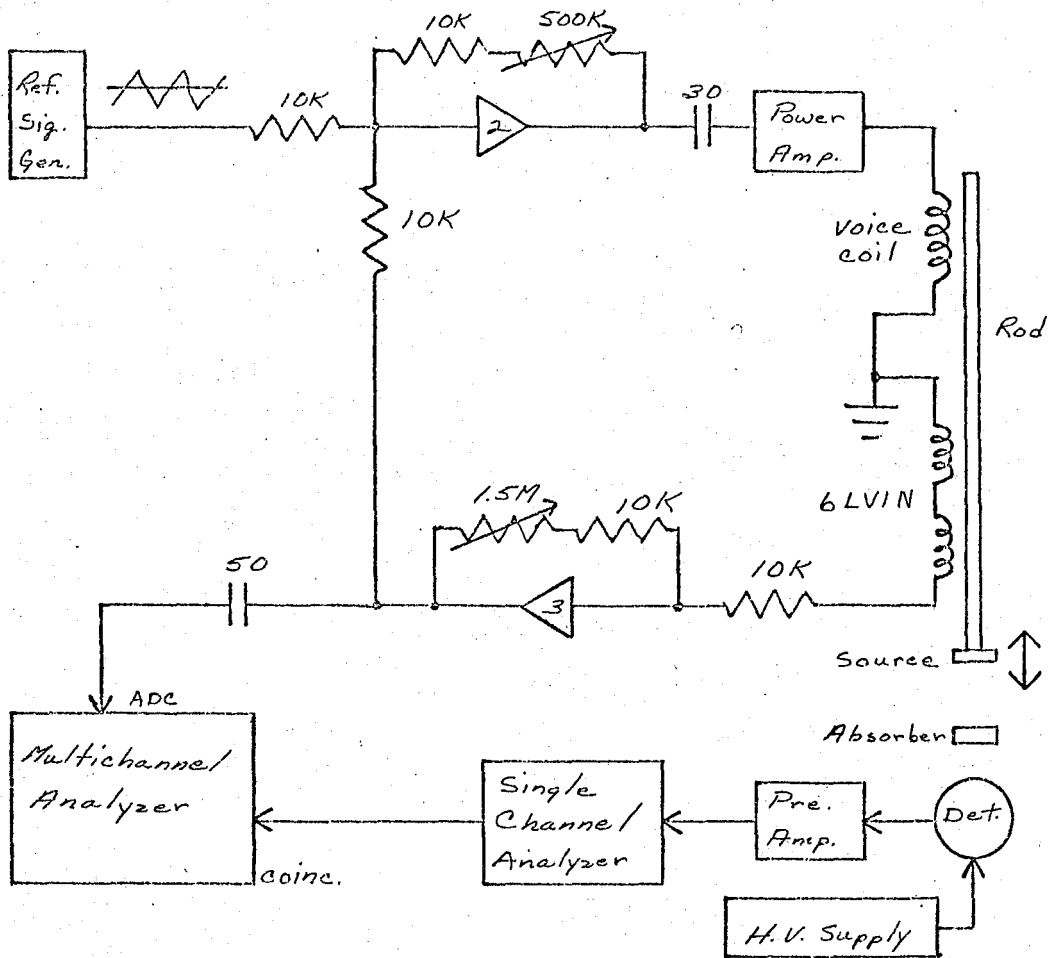 10K
500K
Ref.
Sig.
Gen.
10K
2
30
Power
Amp.
10K
Voice
coil
Rod
1.5M
10K
6LV1N
50
3
10K
Source
ADC
Absorber
Multichannel
Analyzer
coinc.
Single
Channel
Analyzer
Pre.
Amp.
Det.
H.V. Supply